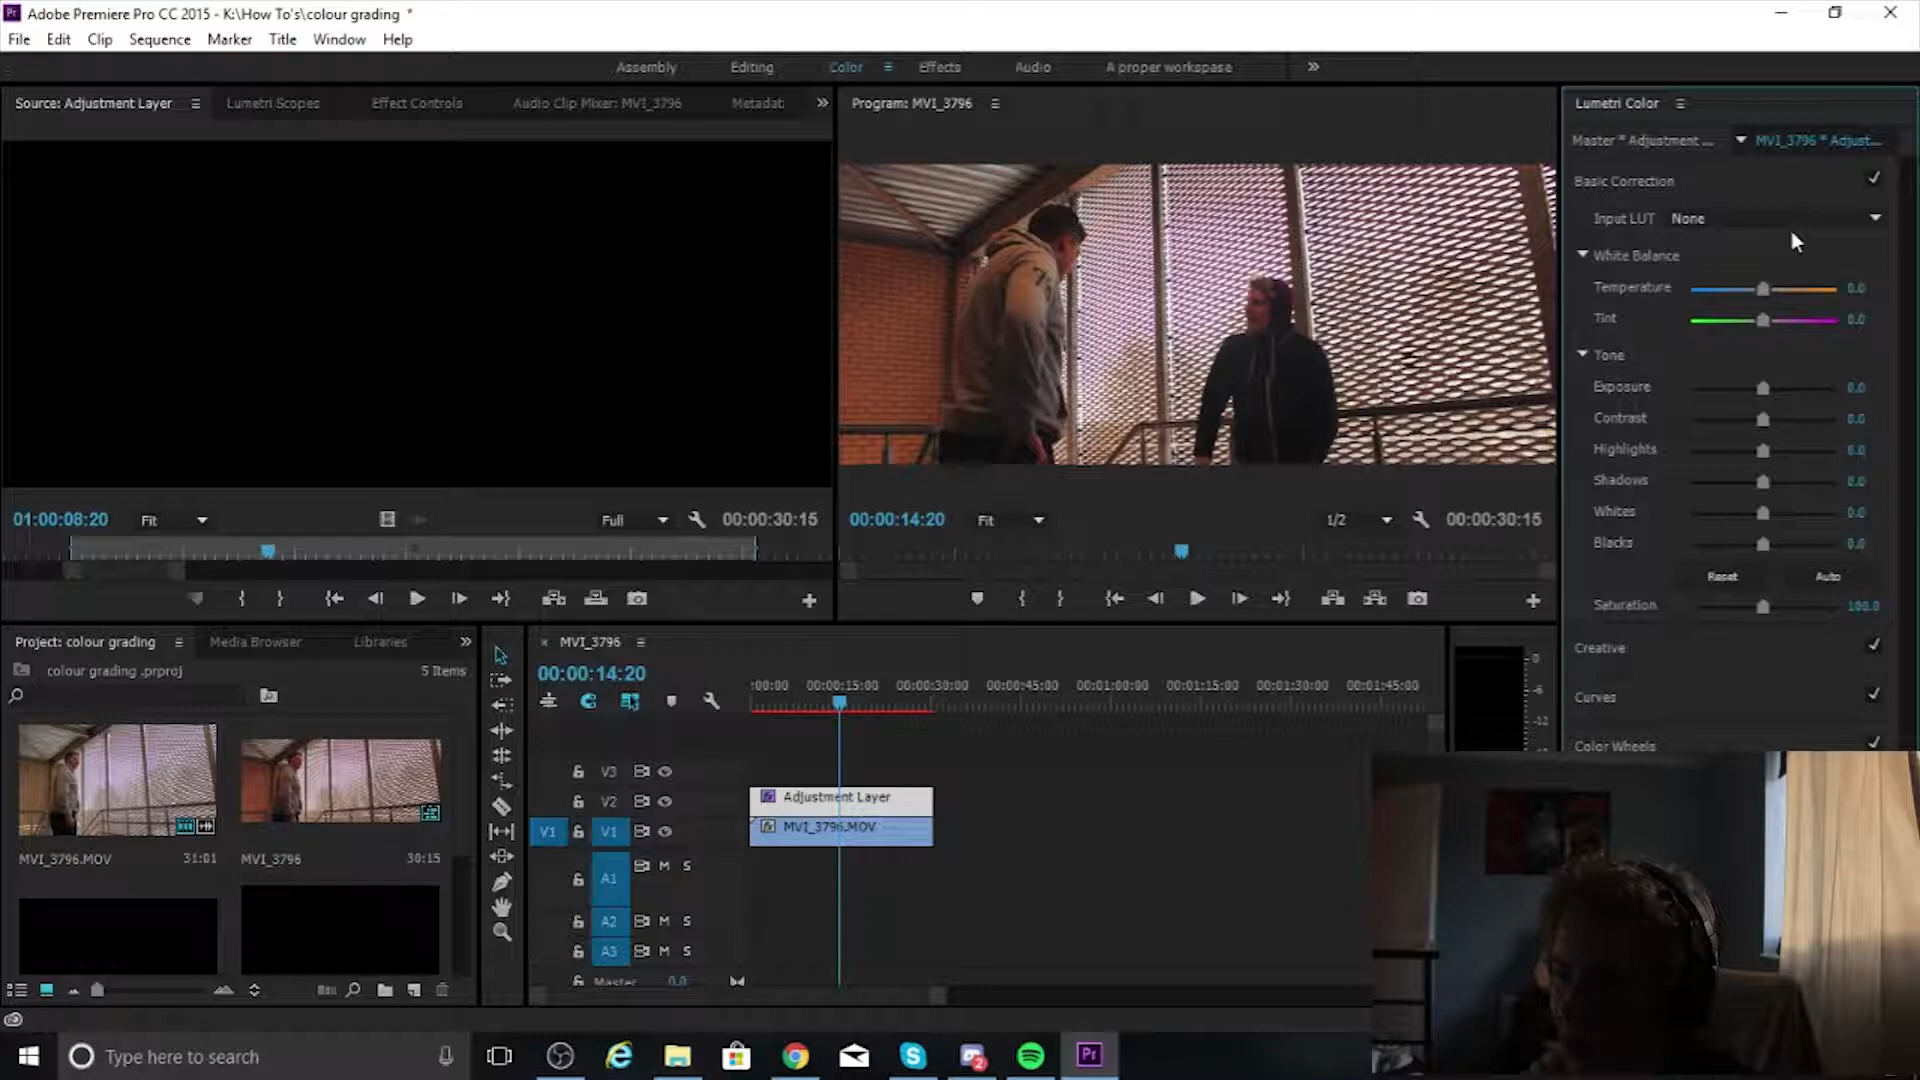 Adobe Premiere Pro CC 2015 - K:\How To's\colour grading *
File Edit Clip Sequence Marker Title Window Help
Assembly Editing Color Effects Audio A proper workspace
Source: Adjustment Layer Lumetri Scopes Effect Controls Audio Clip Mixer: MVI_3796 Metadat
Program: MVI_3796
Lumetri Color
Master * Adjustment ... MVI_3796 * Adjust...
Basic Correction
Input LUT None
White Balance
Temperature 0.0
Tint 0.0
Tone
Exposure 0.0
Contrast 0.0
Highlights 0.0
Shadows 0.0
Whites 0.0
Blacks 0.0
Reset Auto
Saturation 100.0
Creative
Curves
Color Wheels
01:00:08:20 Fit Full 00:00:30:15
00:00:14:20 Fit 1/2 00:00:30:15
Project: colour grading Media Browser Libraries
colour grading .prproj 5 Items
MVI_3796.MOV 31:01
MVI_3796 30:15
MVI_3796
00:00:14:20
:00:00 00:00:15:00 00:00:30:00 00:00:45:00 00:01:00:00 00:01:15:00 00:01:30:00 00:01:45:00
V3
V2
V1 V1
A1 M S
A2 M S
A3 M S
Master 0.0
Adjustment Layer
MVI_3796.MOV
0
-6
-12
Type here to search
2
Pr